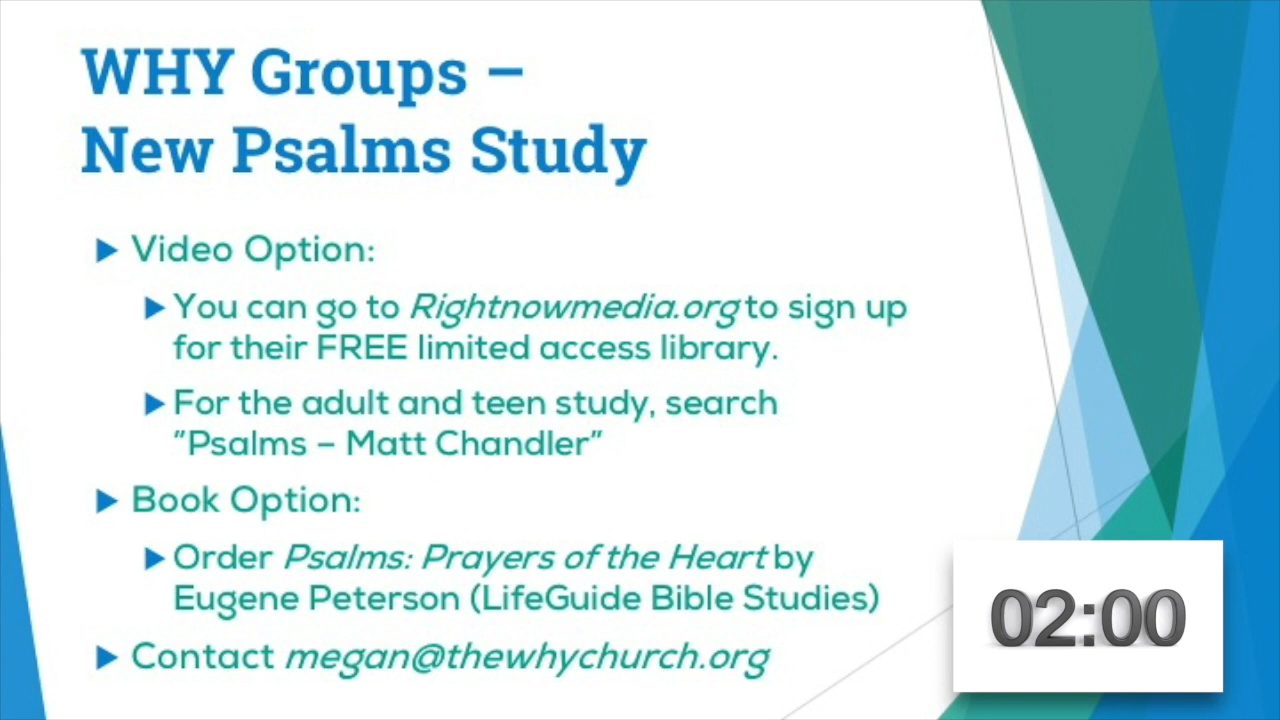 WHY Groups –
New Psalms Study
Video Option:
You can go to Rightnowmedia.org to sign up
for their FREE limited access library.
For the adult and teen study, search
"Psalms – Matt Chandler"
Book Option:
Order Psalms: Prayers of the Heart by
Eugene Peterson (LifeGuide Bible Studies)
Contact megan@thewhychurch.org
02:00